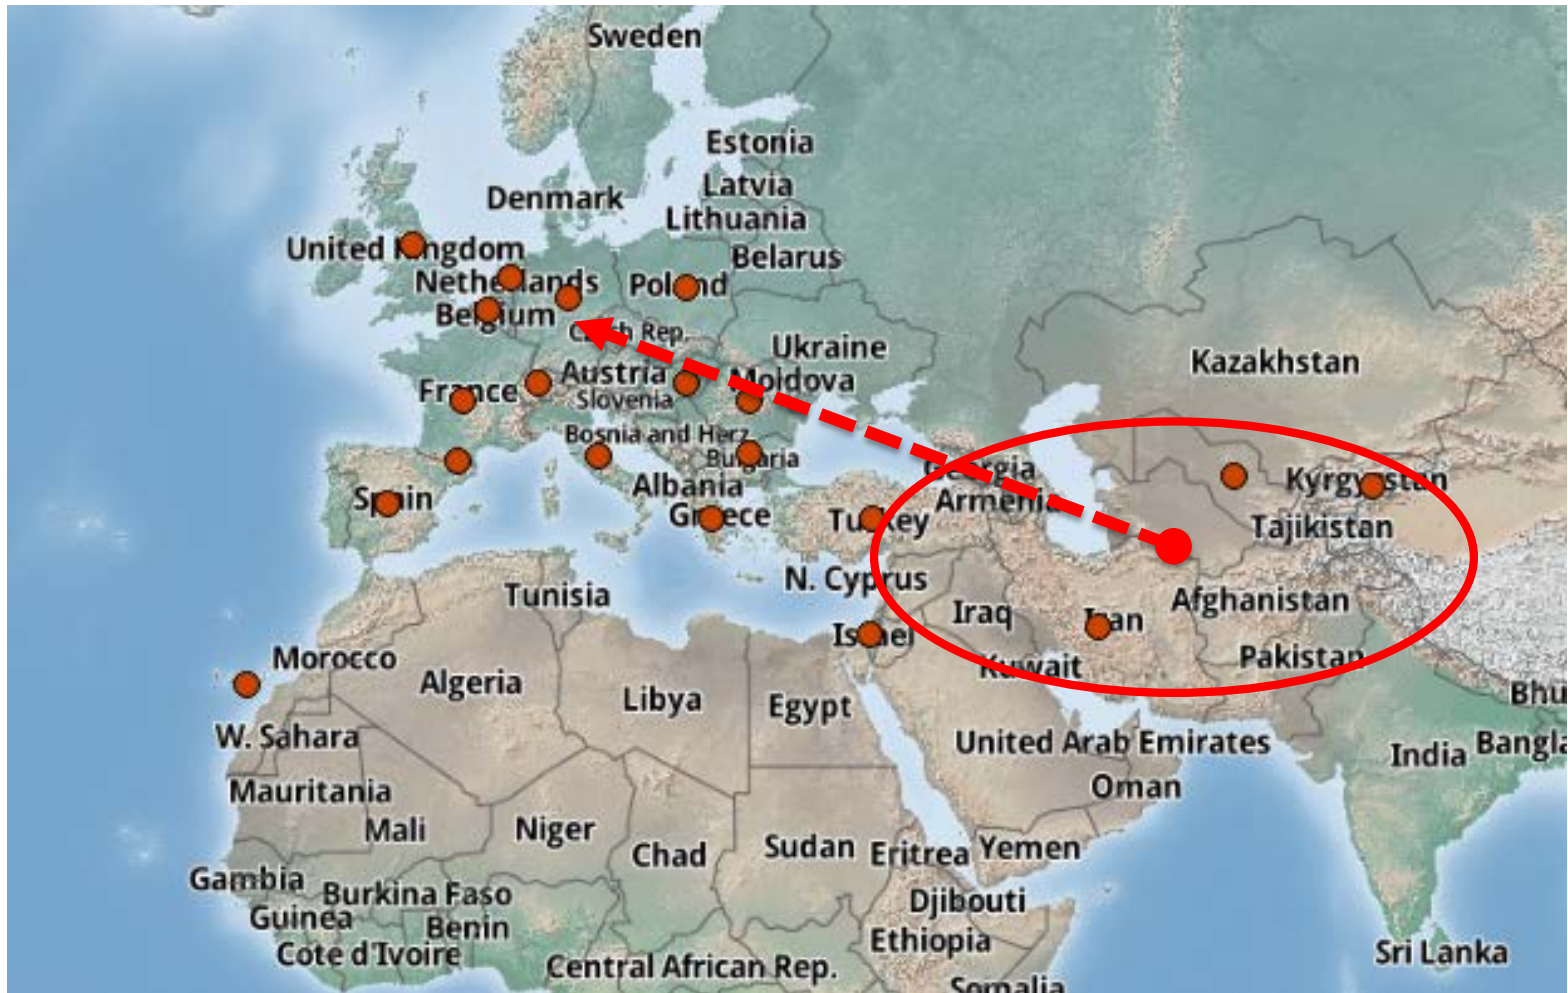 Sweden
Estonia
Latvia
Denmark
Lithuania
United Kingdom
Belarus
Netherlands
Poland
Belgium
Czech Rep.
Ukraine
Kazakhstan
Austria
Moldova
France
Slovenia
Bosnia and Herz.
Bulgaria
Georgia
Kyrgyzstan
Albania
Spain
Armenia
Greece
Turkey
Tajikistan
N. Cyprus
Tunisia
Afghanistan
Iraq
Iran
Israel
Morocco
Kuwait
Pakistan
Algeria
Libya
Egypt
Bhu
W. Sahara
United Arab Emirates
India
Bangla
Mauritania
Oman
Mali
Niger
Chad
Sudan
Eritrea
Yemen
Gambia
Burkina Faso
Djibouti
Guinea
Benin
Cote d'Ivoire
Ethiopia
Sri Lanka
Central African Rep.
Somalia